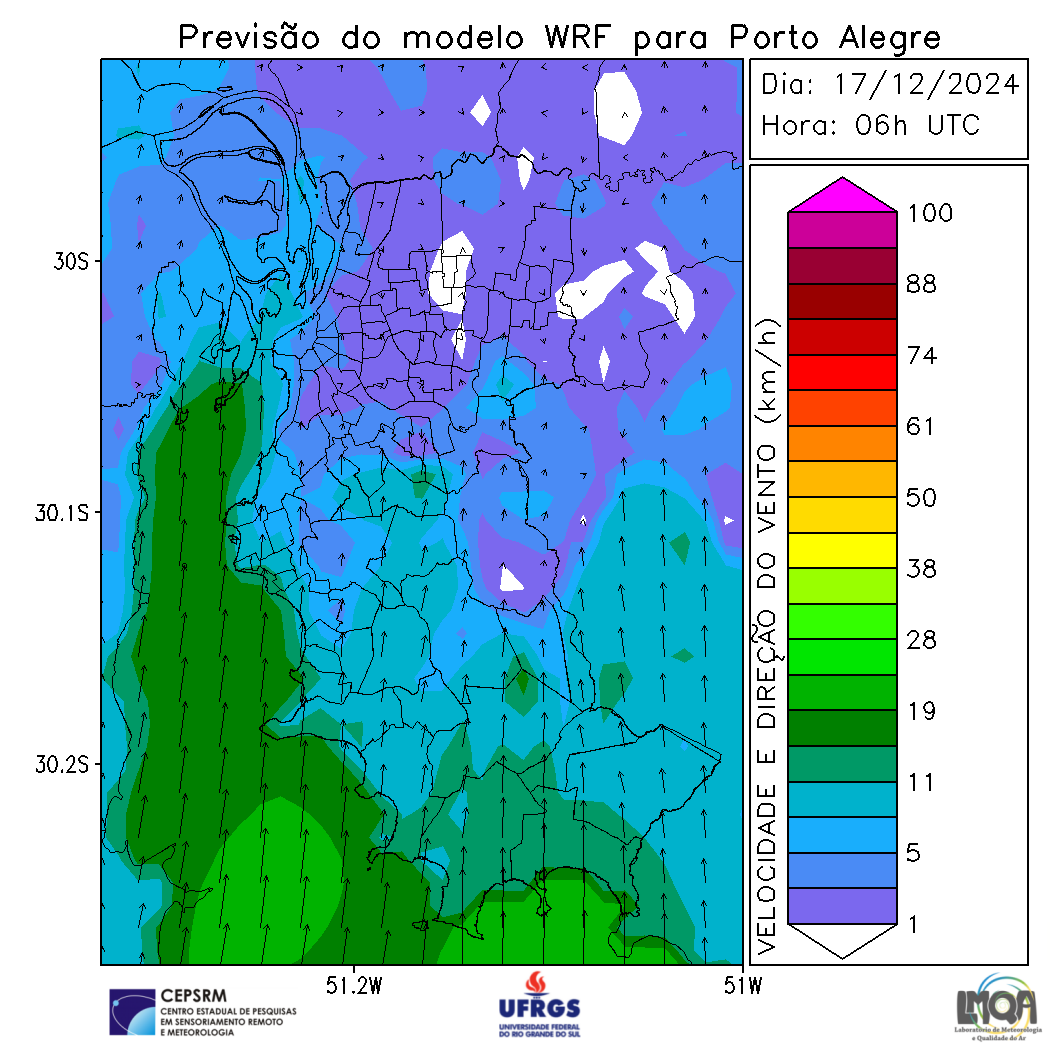 Previsão do modelo WRF para Porto Alegre
Dia: 17/12/2024
Hora: 06h UTC
30S
30.1S
30.2S
51.2W
51W
VELOCIDADE E DIREÇÃO DO VENTO (km/h)
100
88
74
61
50
38
28
19
11
5
1
CEPSRM
CENTRO ESTADUAL DE PESQUISAS
EM SENSORIAMENTO REMOTO
E METEOROLOGIA
UFRGS
UNIVERSIDADE FEDERAL
DO RIO GRANDE DO SUL
LMQA
Laboratório de Meteorologia
e Qualidade do Ar